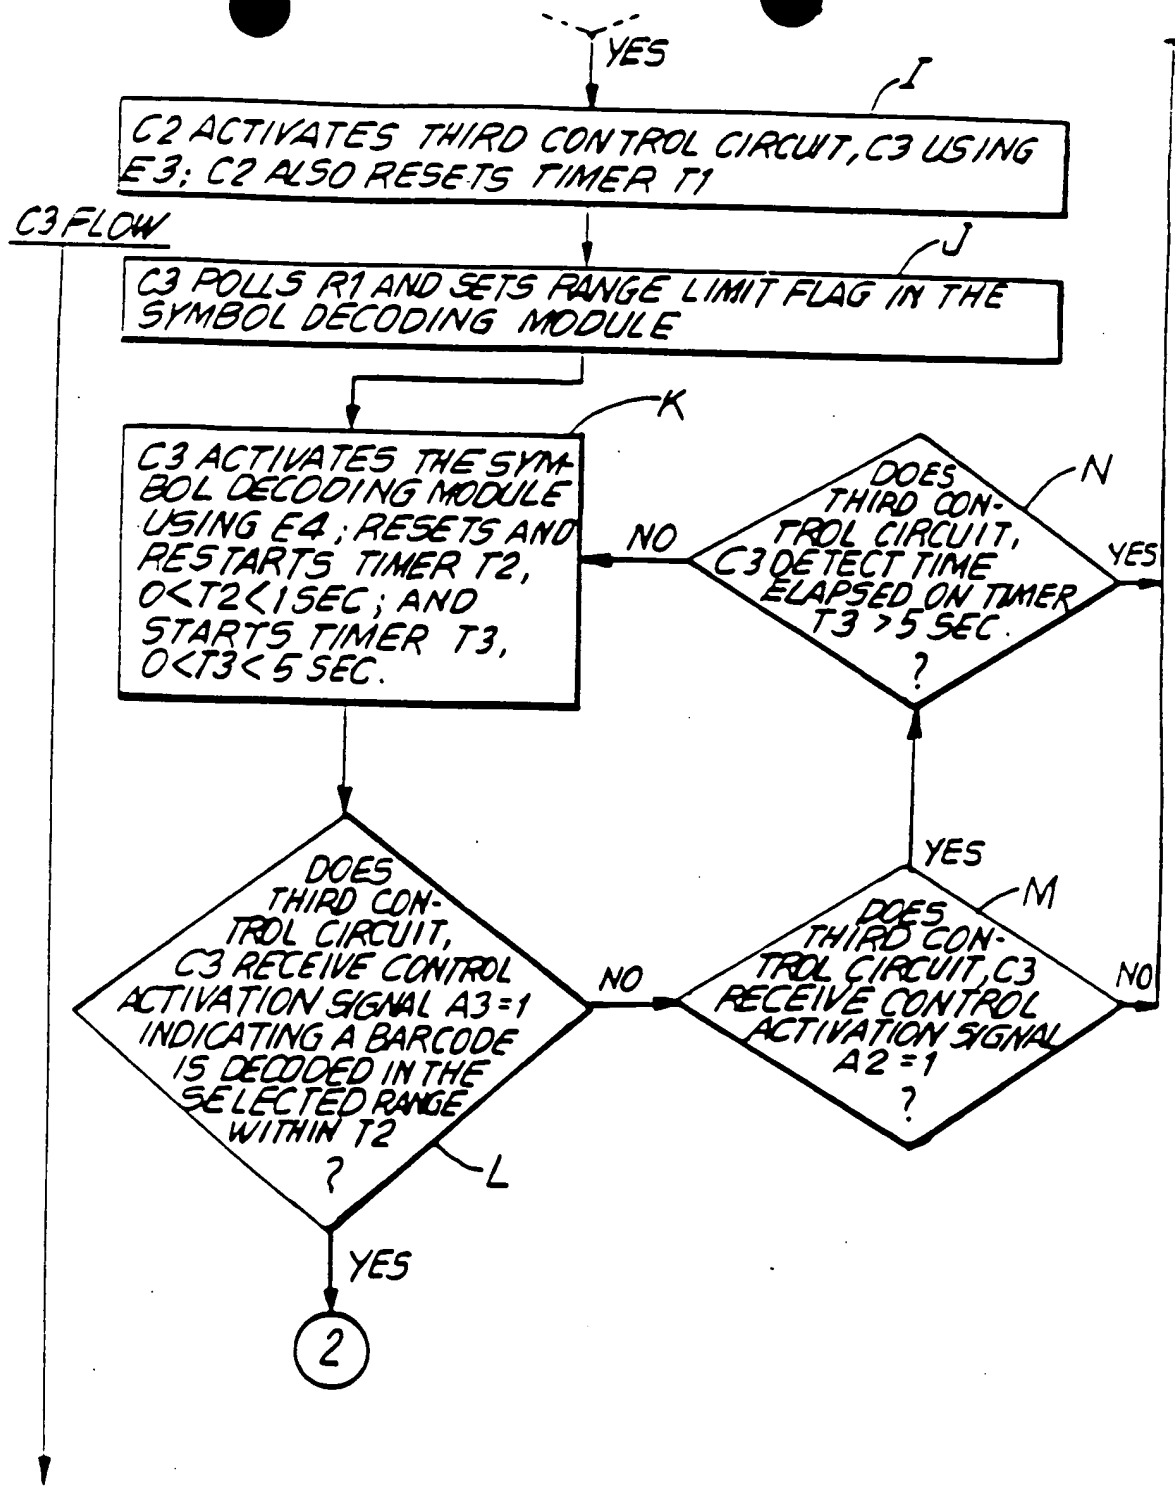 YES
I
C2 ACTIVATES THIRD CONTROL CIRCUIT, C3 USING
E3; C2 ALSO RESETS TIMER T1
C3 FLOW
J
C3 POLLS R1 AND SETS RANGE LIMIT FLAG IN THE
SYMBOL DECODING MODULE
K
C3 ACTIVATES THE SYM-
BOL DECODING MODULE
USING E4; RESETS AND
RESTARTS TIMER T2,
0<T2<1SEC; AND
STARTS TIMER T3,
0<T3<5 SEC.
NO
DOES
THIRD CON-
TROL CIRCUIT,
C3 DETECT TIME
ELAPSED ON TIMER
T3 >5 SEC.
?
N
YES
DOES
THIRD CON-
TROL CIRCUIT,
C3 RECEIVE CONTROL
ACTIVATION SIGNAL A3=1
INDICATING A BARCODE
IS DECODED IN THE
SELECTED RANGE
WITHIN T2
?
L
NO
YES
M
DOES
THIRD CON-
TROL CIRCUIT, C3
RECEIVE CONTROL
ACTIVATION SIGNAL
A2=1
?
NO
YES
2